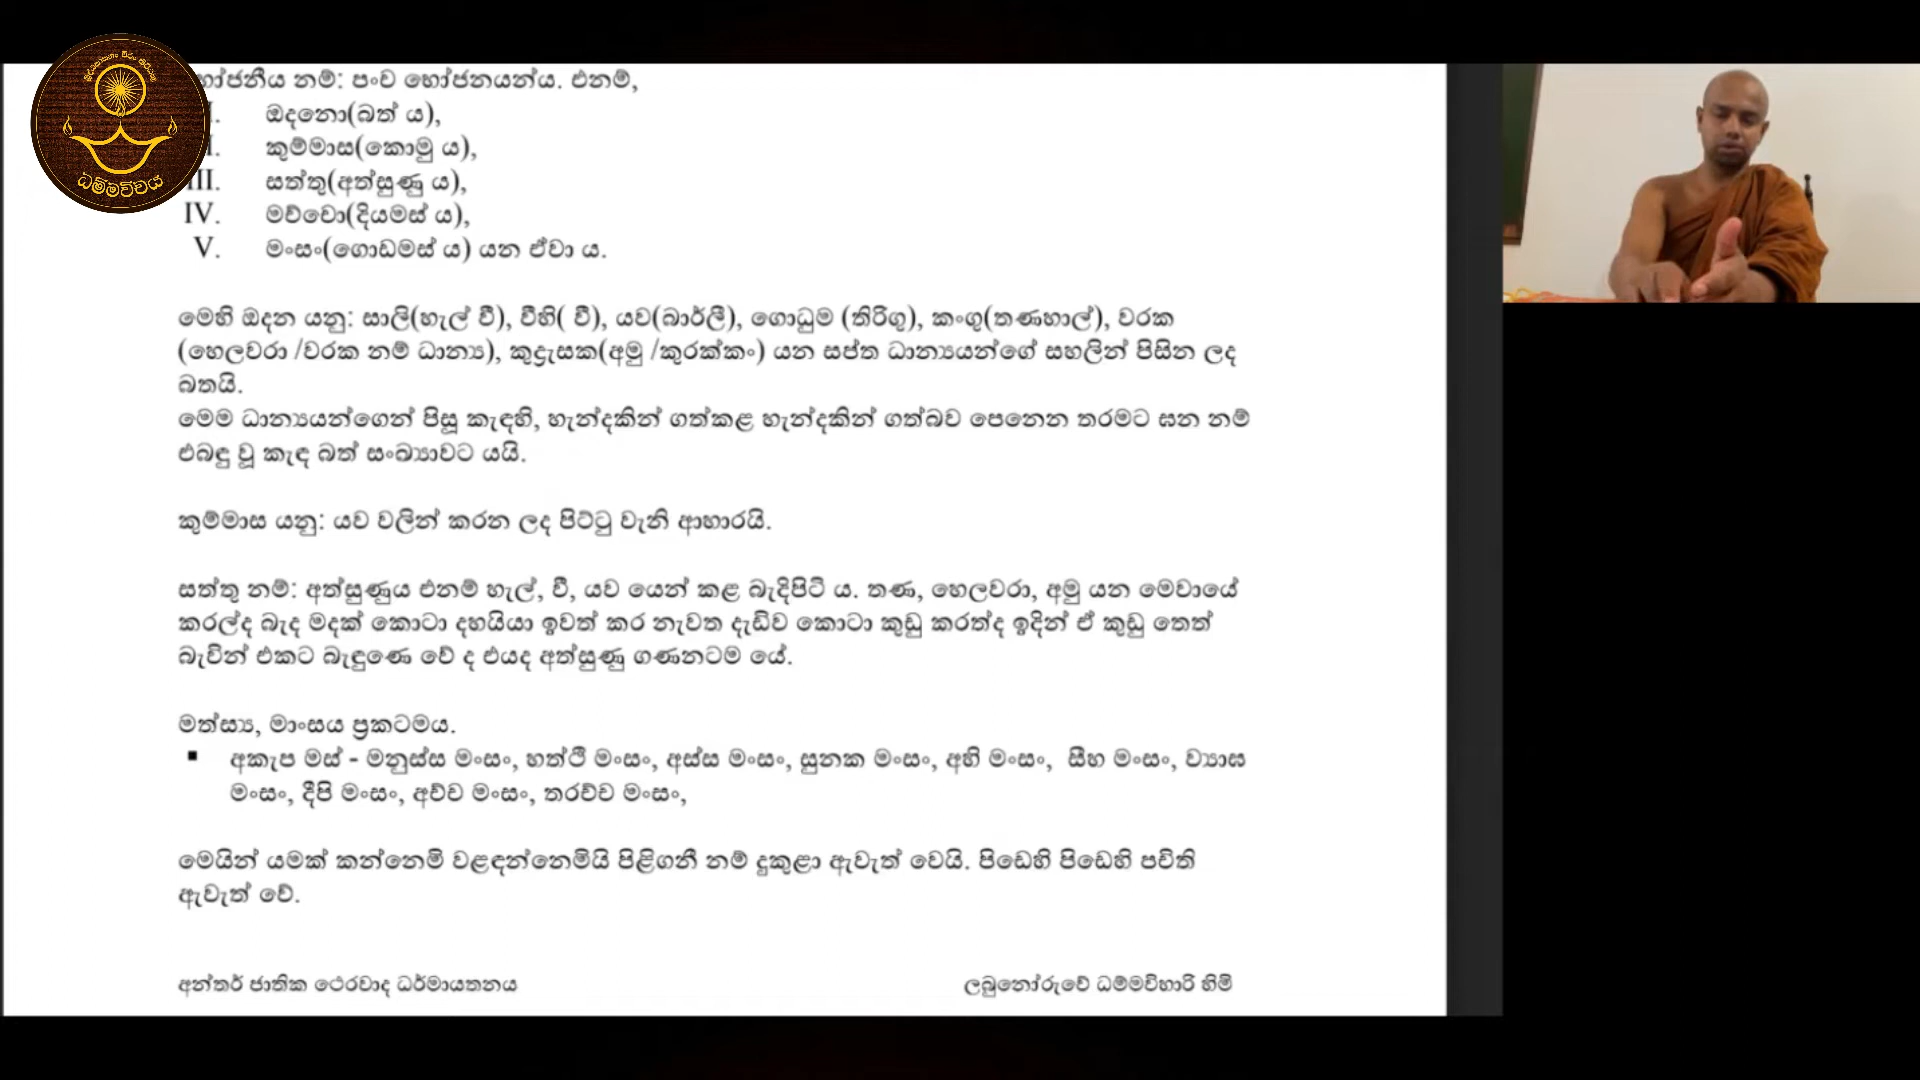 ධම්මවිචය
භෝජනීය නම්: පංච භෝජනයන්ය. එනම්,
ඔදනො(බත් ය),
කුම්මාස(කොමු ය),
III. සත්තු(අත්සුණු ය),
IV. මච්චො(දියමස් ය),
V. මංසං(ගොඩමස් ය) යන ඒවා ය.
මෙහි ඔදන යනු: සාලි(හැල් වී), වීහි( වී), යව(බාර්ලී), ගොධුම (තිරිගු), කංගු(තණහාල්), වරක
(හෙලවරා /වරක නම් ධාන්‍ය), කුද්‍රැසක(අමු /කුරක්කං) යන සප්ත ධාන්‍යයන්ගේ සහලින් පිසින ලද
බතයි.
මෙම ධාන්‍යයන්ගෙන් පිසූ කැඳහි, හැන්දකින් ගත්කළ හැන්දකින් ගත්බව පෙනෙන තරමට ඝන නම්
එබඳු වූ කැඳ බත් සංඛ්‍යාවට යයි.
කුම්මාස යනු: යව වලින් කරන ලද පිට්ටු වැනි ආහාරයි.
සත්තු නම්: අත්සුණුය එනම් හැල්, වී, යව යෙන් කළ බැදිපිටි ය. තණ, හෙලවරා, අමු යන මෙවායේ
කරල්ද බැද මදක් කොටා දහයියා ඉවත් කර නැවත දැඩිව කොටා කුඩු කරත්ද ඉදින් ඒ කුඩු තෙත්
බැවින් එකට බැඳුණෙ වේ ද එයද අත්සුණු ගණනටම යේ.
මත්ස්‍ය, මාංසය ප්‍රකටමය.
▪ අකැප මස් - මනුස්ස මංසං, හත්ථි මංසං, අස්ස මංසං, සුනක මංසං, අහි මංසං, සීහ මංසං, ව්‍යාඝ
මංසං, දීපි මංසං, අච්ච මංසං, තරච්ච මංසං,
මෙයින් යමක් කන්නෙමි වළඳන්නෙමියි පිළිගනී නම් දුකුළා ඇවැත් වෙයි. පිඩෙහි පිඩෙහි පචිති
ඇවැත් වේ.
අන්තර් ජාතික ථෙරවාද ධර්මායතනය
ලබුනෝරුවේ ධම්මවිහාරි හිමි